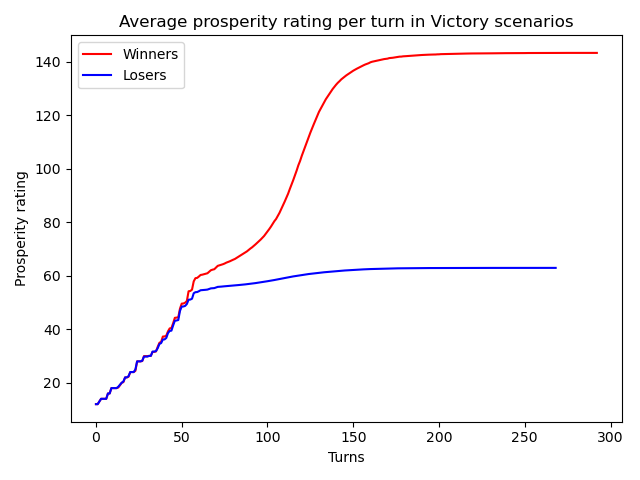 Average prosperity rating per turn in Victory scenarios
Winners
Losers
Prosperity rating
140
120
100
80
60
40
20
0 50 100 150 200 250 300
Turns